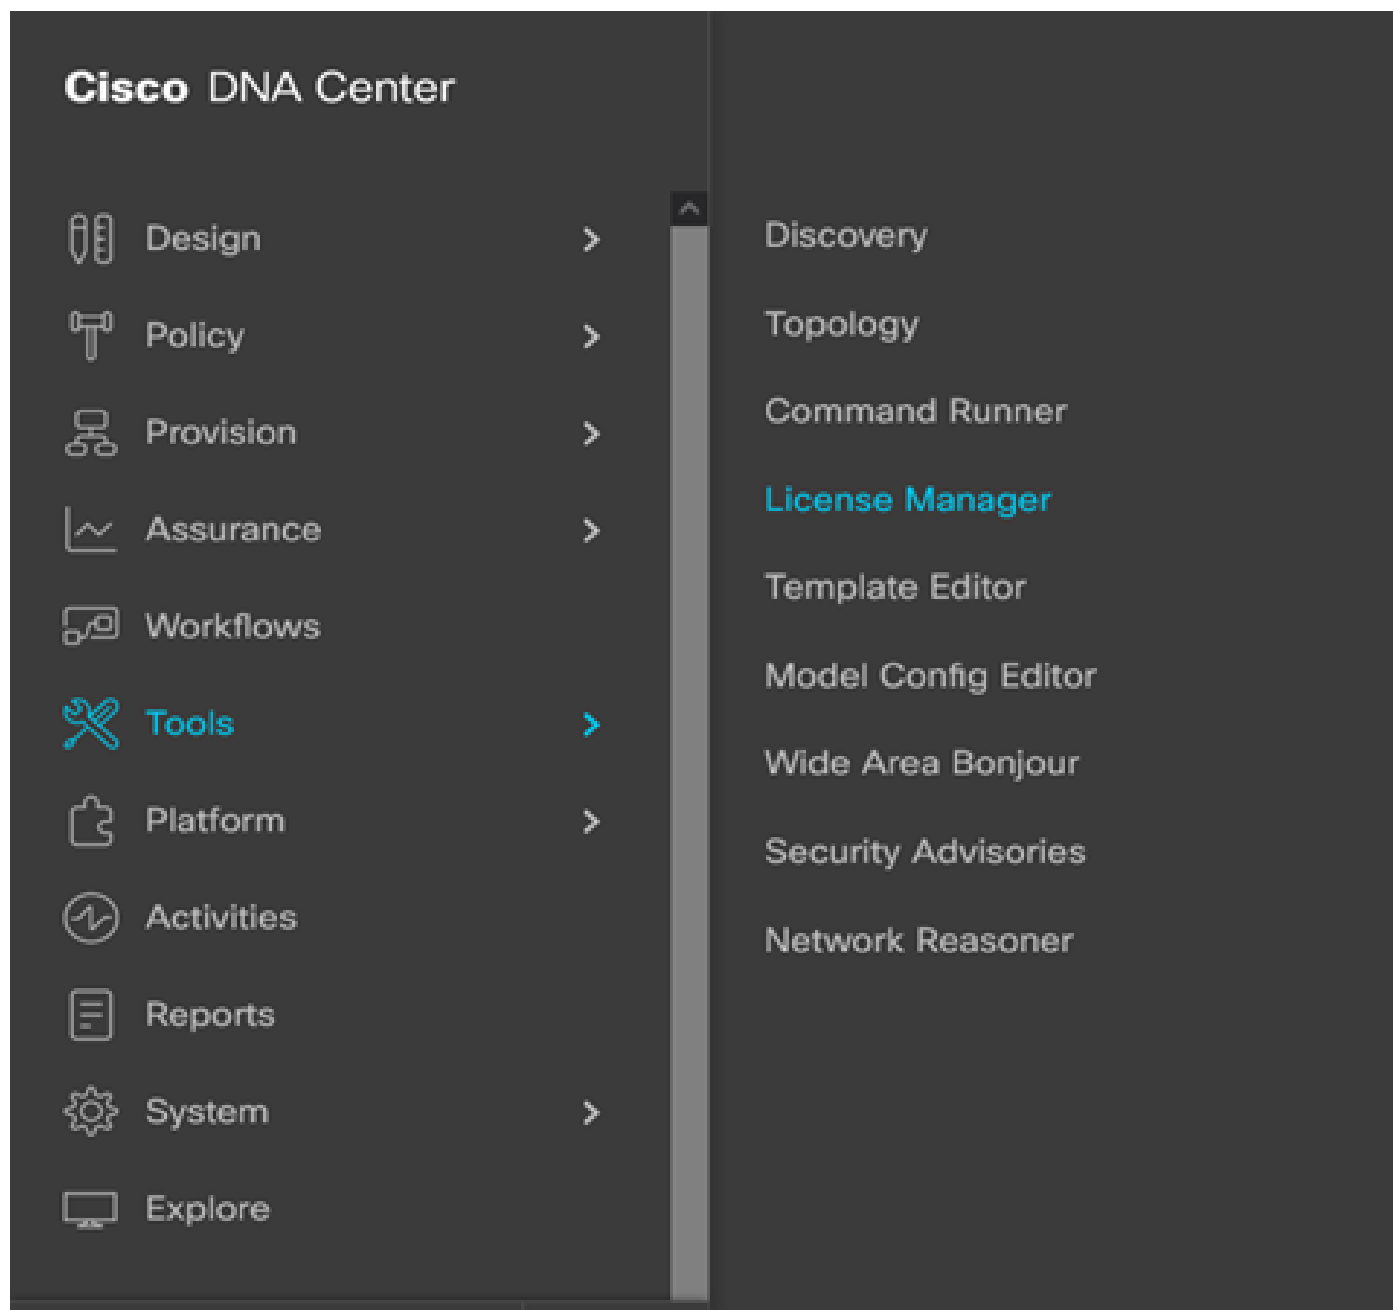 Cisco DNA Center
Design
Policy
Provision
Assurance
Workflows
Tools
Platform
Activities
Reports
System
Explore
Discovery
Topology
Command Runner
License Manager
Template Editor
Model Config Editor
Wide Area Bonjour
Security Advisories
Network Reasoner